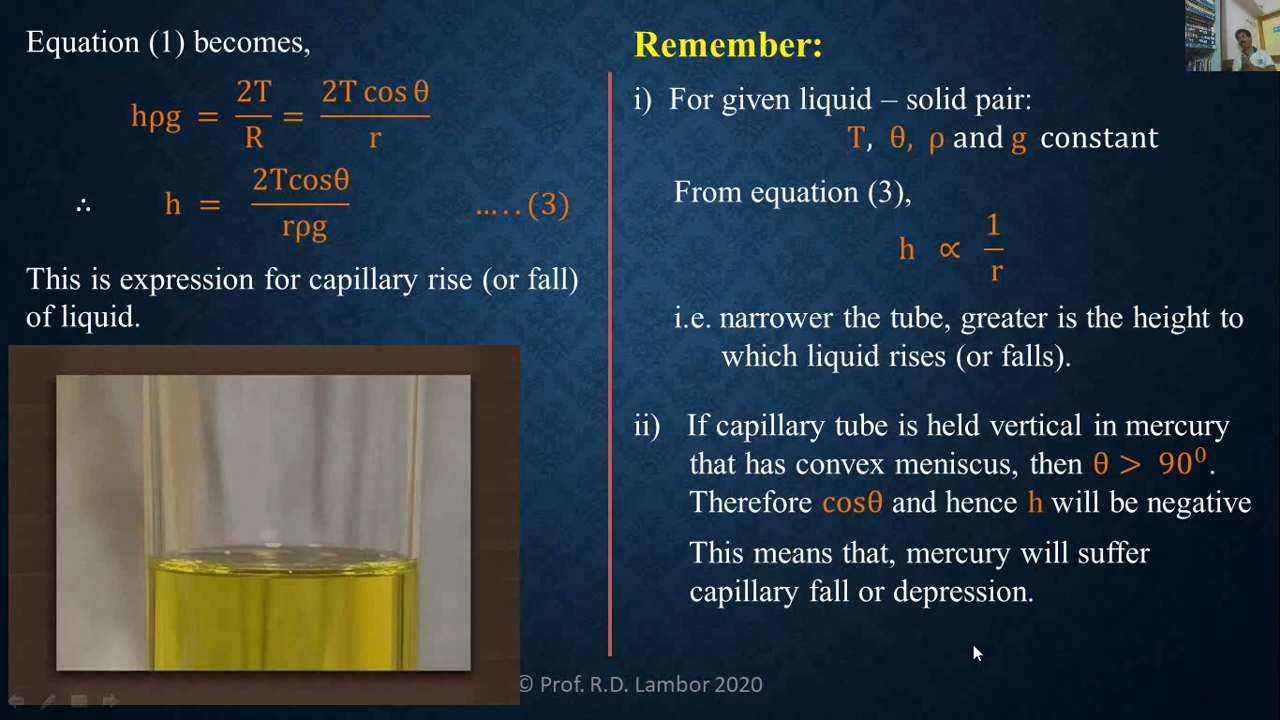 Equation (1) becomes,
hρg = 2T/R = 2T cos θ/r
∴ h = 2Tcosθ/rρg …..(3)
This is expression for capillary rise (or fall)
of liquid.
Remember:
i) For given liquid – solid pair:
T, θ, ρ and g constant
From equation (3),
h ∝ 1/r
i.e. narrower the tube, greater is the height to
which liquid rises (or falls).
ii) If capillary tube is held vertical in mercury
that has convex meniscus, then θ > 90⁰.
Therefore cosθ and hence h will be negative
This means that, mercury will suffer
capillary fall or depression.
© Prof. R.D. Lambor 2020